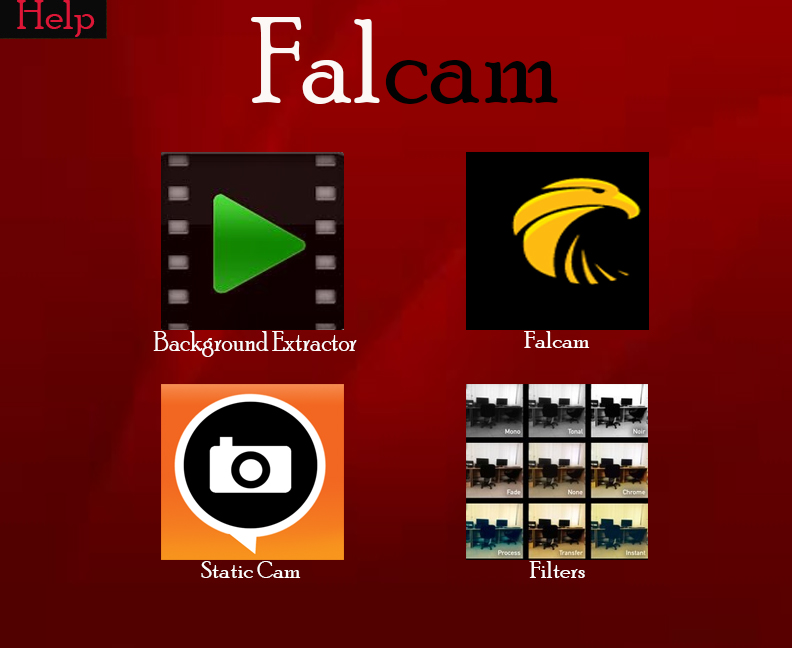 Help
Falcam
Background Extractor
Falcam
Mono Tonal Noir
Fade None Chrome
Process Transfer Instant
Static Cam
Filters